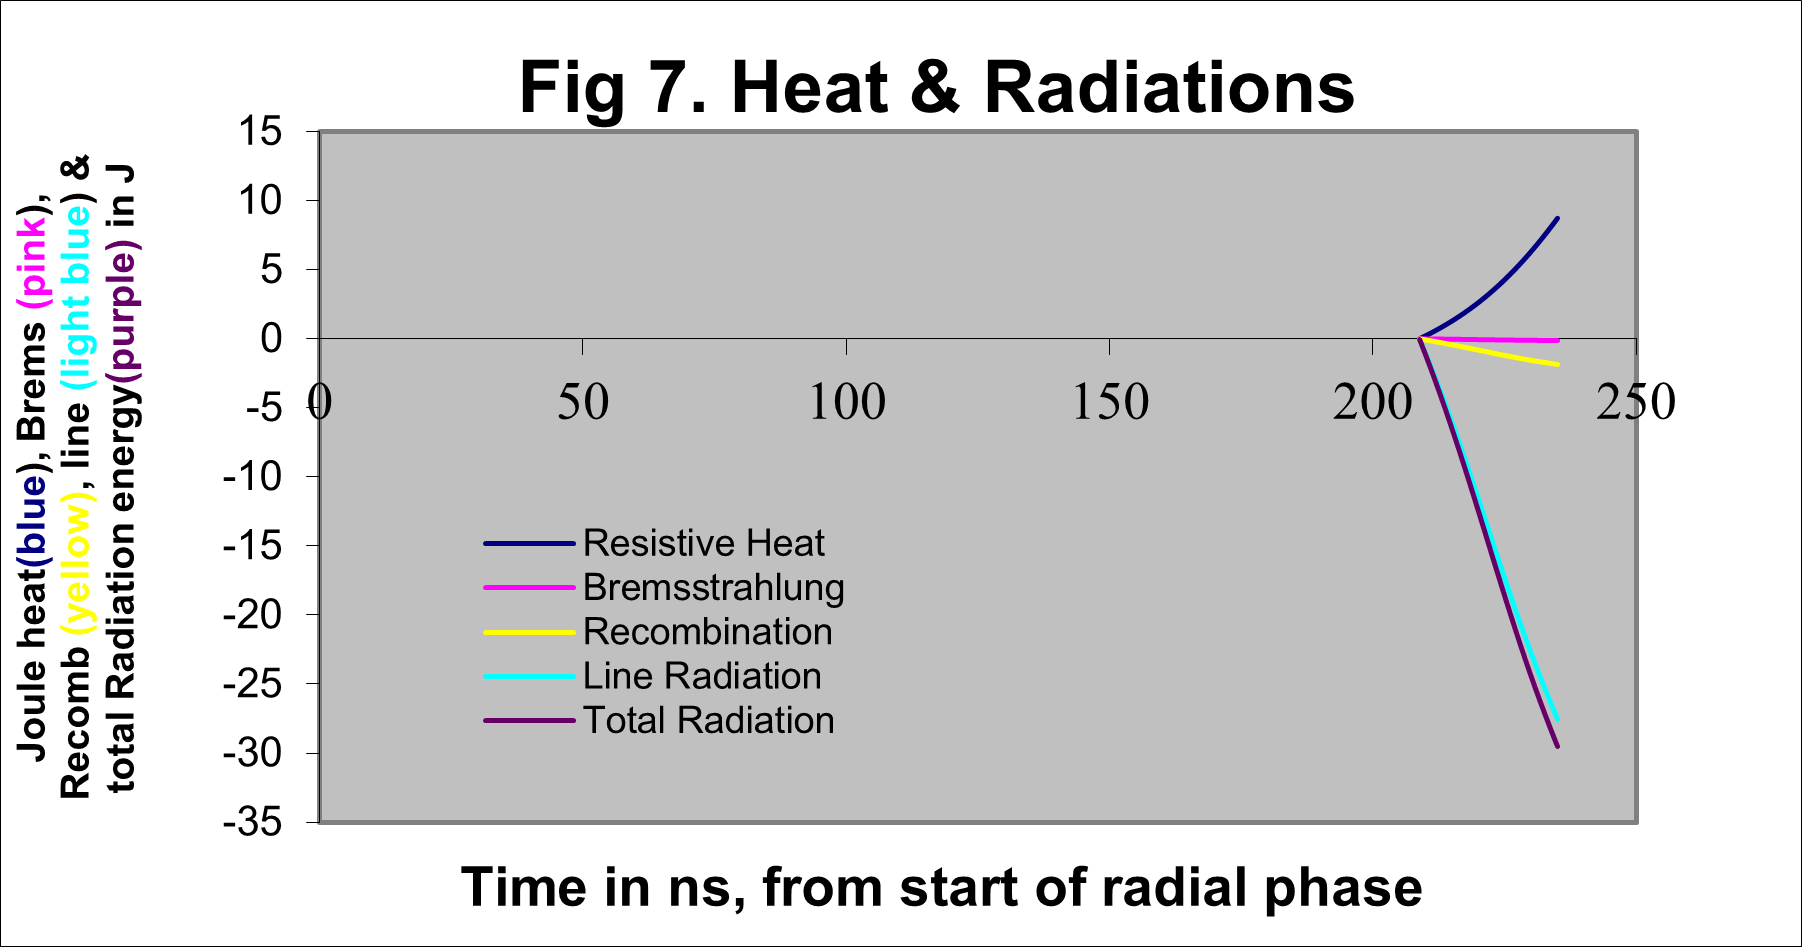 Fig 7. Heat & Radiations
Joule heat(blue), Brems (pink),
Recomb (yellow), line (light blue) &
total Radiation energy(purple) in J
15
10
5
0
-5
-10
-15
-20
-25
-30
-35
0 50 100 150 200 250
Resistive Heat
Bremsstrahlung
Recombination
Line Radiation
Total Radiation
Time in ns, from start of radial phase